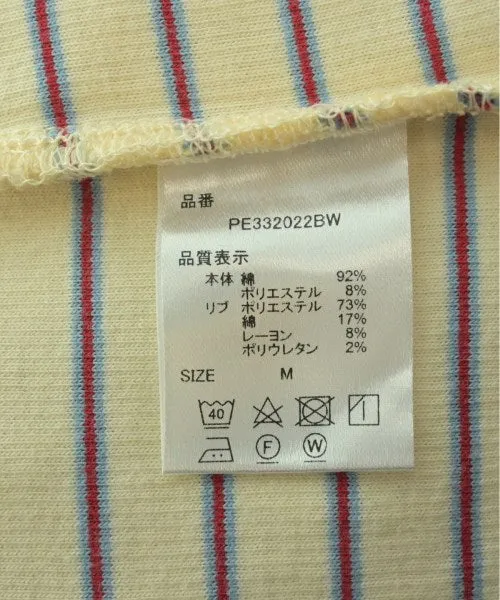 品番
PE332022BW
品質表示
本体 綿 92%
ポリエステル 8%
リブ ポリエステル 73%
綿 17%
レーヨン 8%
ポリウレタン 2%
SIZE M
40
F W